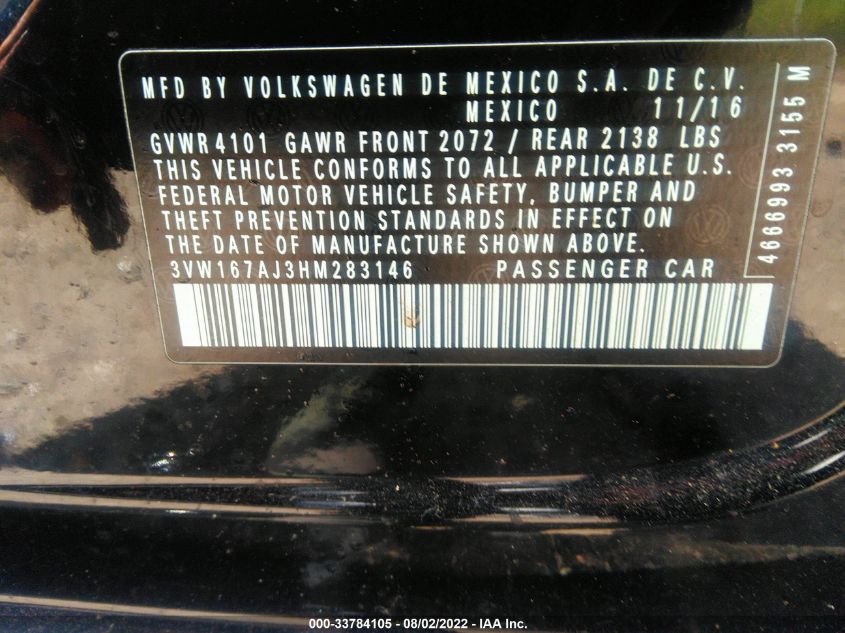 MFD BY VOLKSWAGEN DE MEXICO S.A. DE C.V.
MEXICO 11/16
GVWR 4101 GAWR FRONT 2072 / REAR 2138 LBS
THIS VEHICLE CONFORMS TO ALL APPLICABLE U.S.
FEDERAL MOTOR VEHICLE SAFETY, BUMPER AND
THEFT PREVENTION STANDARDS IN EFFECT ON
THE DATE OF MANUFACTURE SHOWN ABOVE.
3VW167AJ3HM283146 PASSENGER CAR
4666993 3155 M
000-33784105 - 08/02/2022 - IAA Inc.